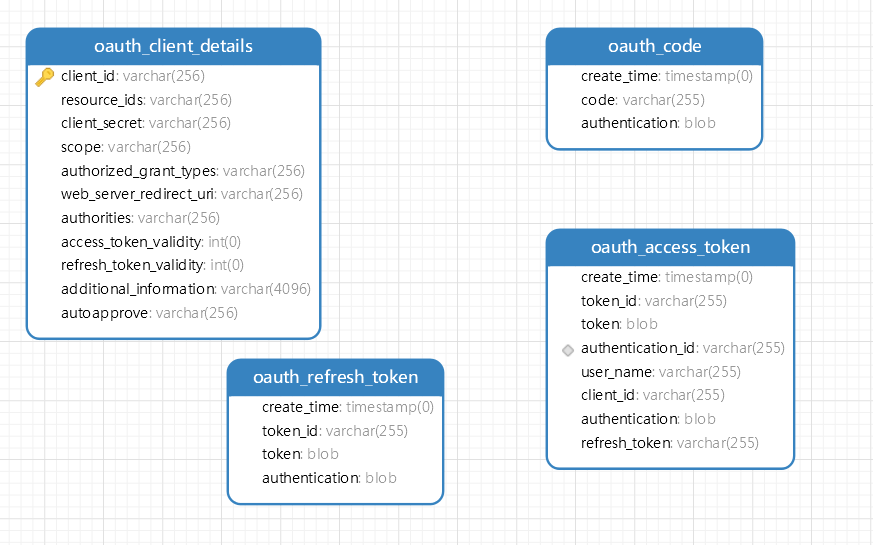 oauth_client_details
client_id: varchar(256)
resource_ids: varchar(256)
client_secret: varchar(256)
scope: varchar(256)
authorized_grant_types: varchar(256)
web_server_redirect_uri: varchar(256)
authorities: varchar(256)
access_token_validity: int(0)
refresh_token_validity: int(0)
additional_information: varchar(4096)
autoapprove: varchar(256)
oauth_code
create_time: timestamp(0)
code: varchar(255)
authentication: blob
oauth_access_token
create_time: timestamp(0)
token_id: varchar(255)
token: blob
authentication_id: varchar(255)
user_name: varchar(255)
client_id: varchar(255)
authentication: blob
refresh_token: varchar(255)
oauth_refresh_token
create_time: timestamp(0)
token_id: varchar(255)
token: blob
authentication: blob